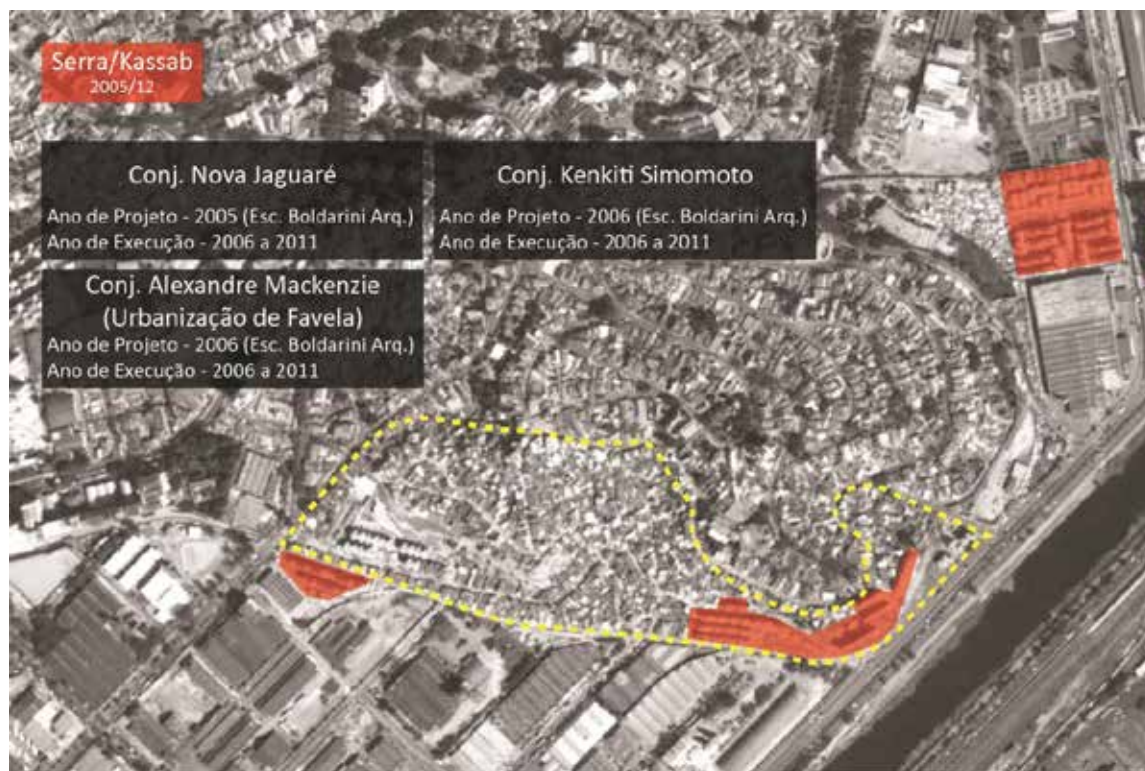 Serra/Kassab
2005/12
Conj. Nova Jaguaré
Ano de Projeto - 2005 (Esc. Boldarini Arq.)
Ano de Execução - 2006 a 2011
Conj. Kenkiti Simomoto
Ano de Projeto - 2006 (Esc. Boldarini Arq.)
Ano de Execução - 2006 a 2011
Conj. Alexandre Mackenzie
(Urbanização de Favela)
Ano de Projeto - 2006 (Esc. Boldarini Arq.)
Ano de Execução - 2006 a 2011